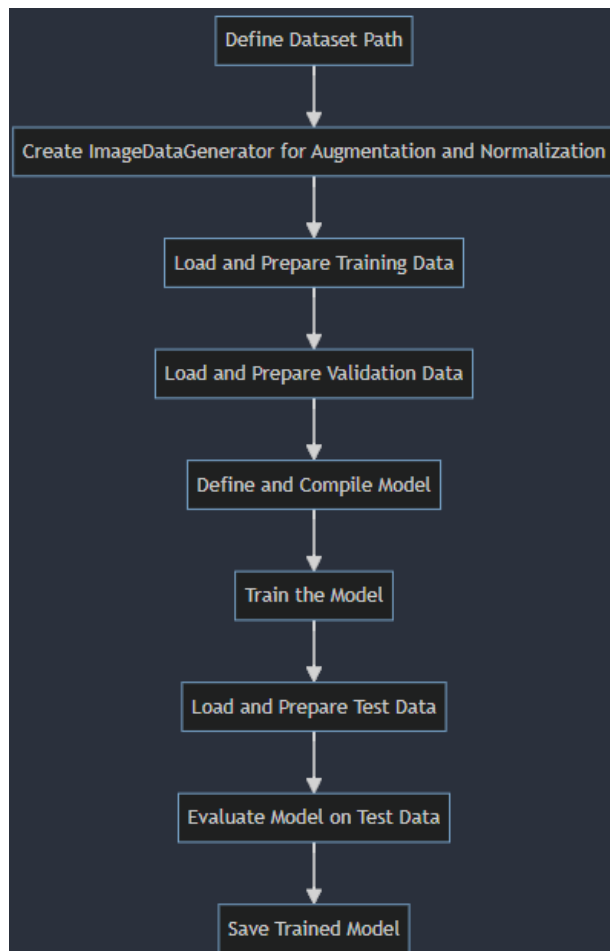 Define Dataset Path
Create ImageDataGenerator for Augmentation and Normalization
Load and Prepare Training Data
Load and Prepare Validation Data
Define and Compile Model
Train the Model
Load and Prepare Test Data
Evaluate Model on Test Data
Save Trained Model